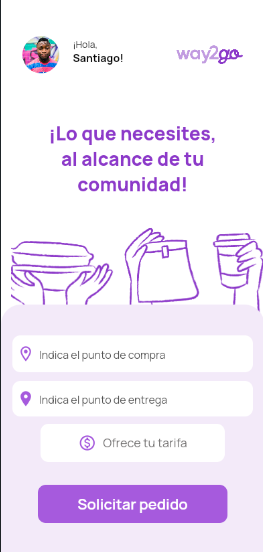 ¡Hola,
Santiago!
way2go
¡Lo que necesites,
al alcance de tu
comunidad!
Indica el punto de compra
Indica el punto de entrega
Ofrece tu tarifa
Solicitar pedido